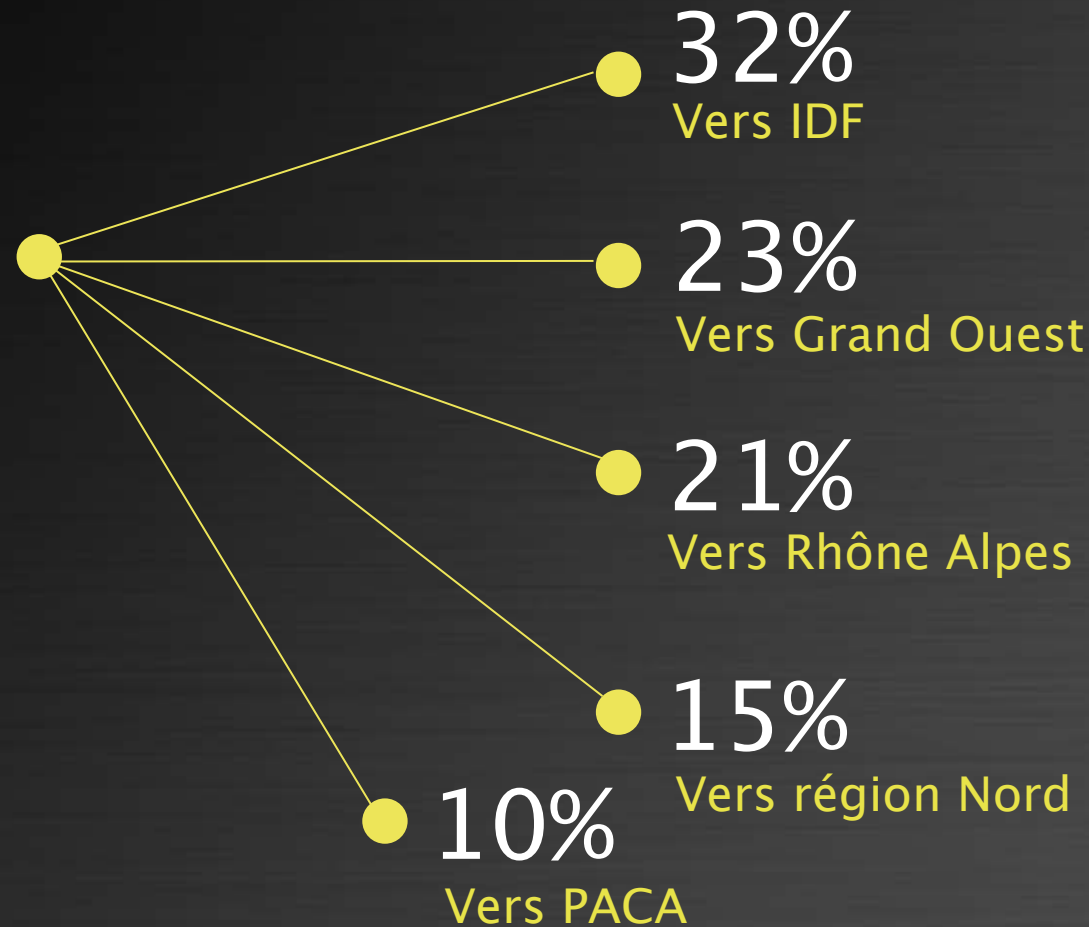 32%
Vers IDF
23%
Vers Grand Ouest
21%
Vers Rhône Alpes
15%
Vers région Nord
10%
Vers PACA